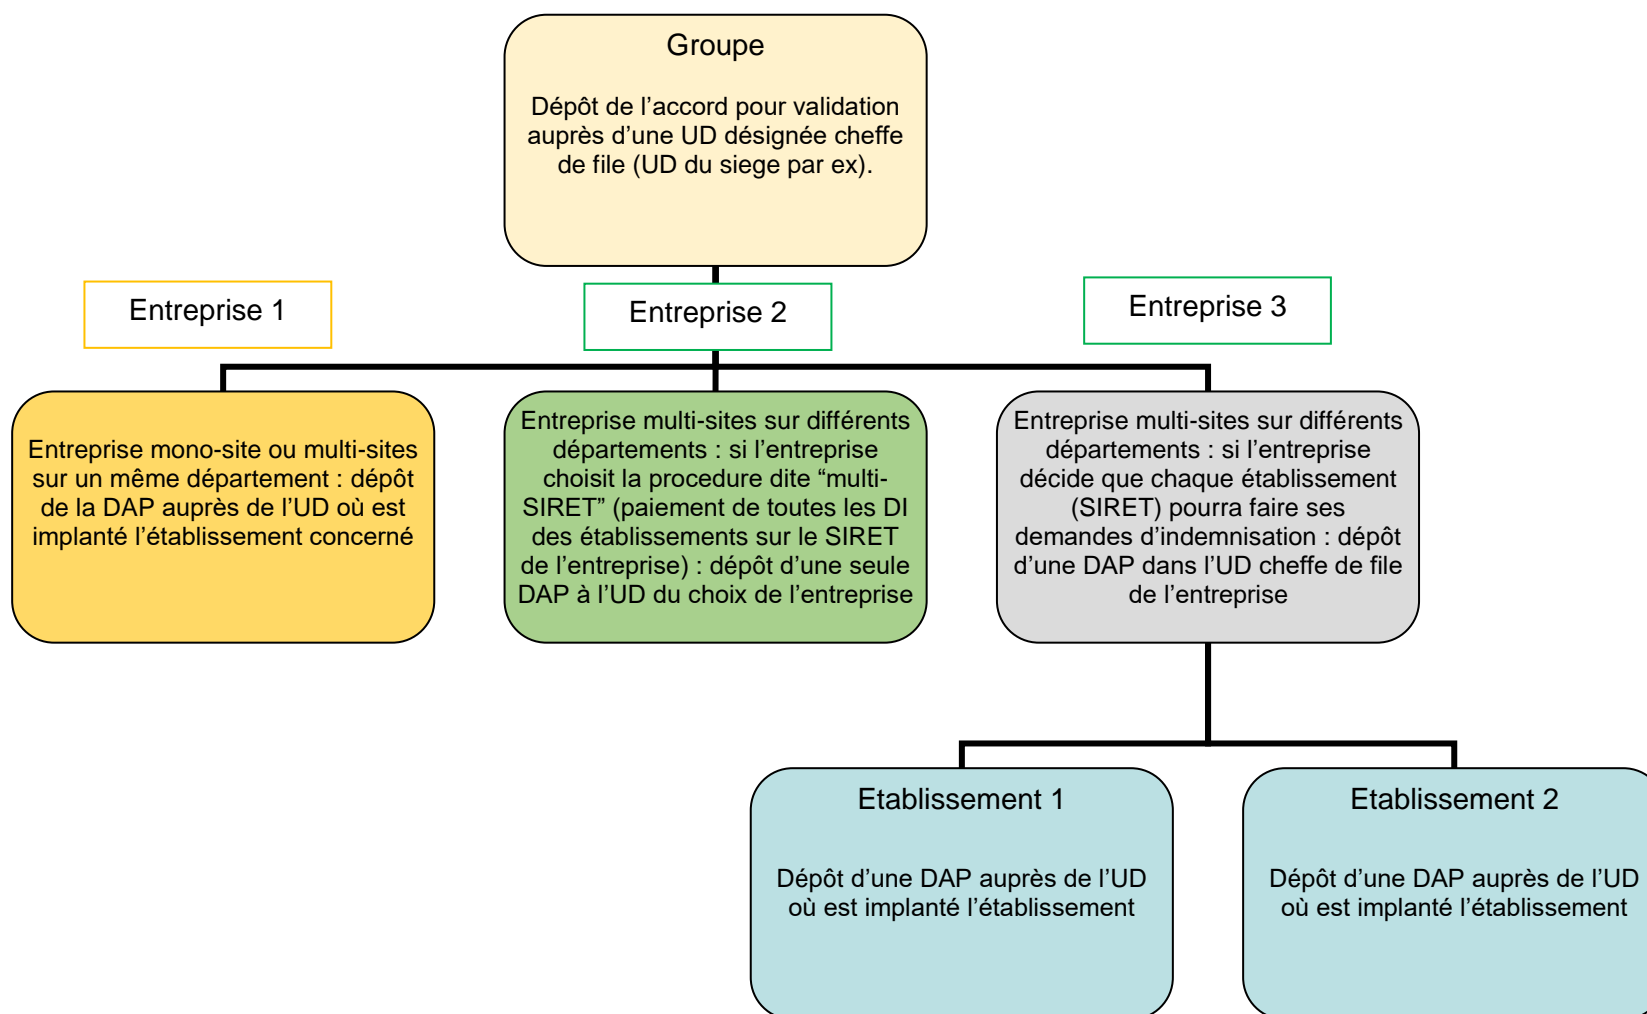 Groupe
Dépôt de l’accord pour validation
auprès d’une UD désignée cheffe
de file (UD du siege par ex).
Entreprise 1
Entreprise 2
Entreprise 3
Entreprise mono-site ou multi-sites
sur un même département : dépôt
de la DAP auprès de l’UD où est
implanté l’établissement concerné
Entreprise multi-sites sur différents
départements : si l’entreprise
choisit la procedure dite “multi-
SIRET” (paiement de toutes les DI
des établissements sur le SIRET
de l’entreprise) : dépôt d’une seule
DAP à l’UD du choix de l’entreprise
Entreprise multi-sites sur différents
départements : si l’entreprise
décide que chaque établissement
(SIRET) pourra faire ses
demandes d’indemnisation : dépôt
d’une DAP dans l’UD cheffe de file
de l’entreprise
Etablissement 1
Dépôt d’une DAP auprès de l’UD
où est implanté l’établissement
Etablissement 2
Dépôt d’une DAP auprès de l’UD
où est implanté l’établissement